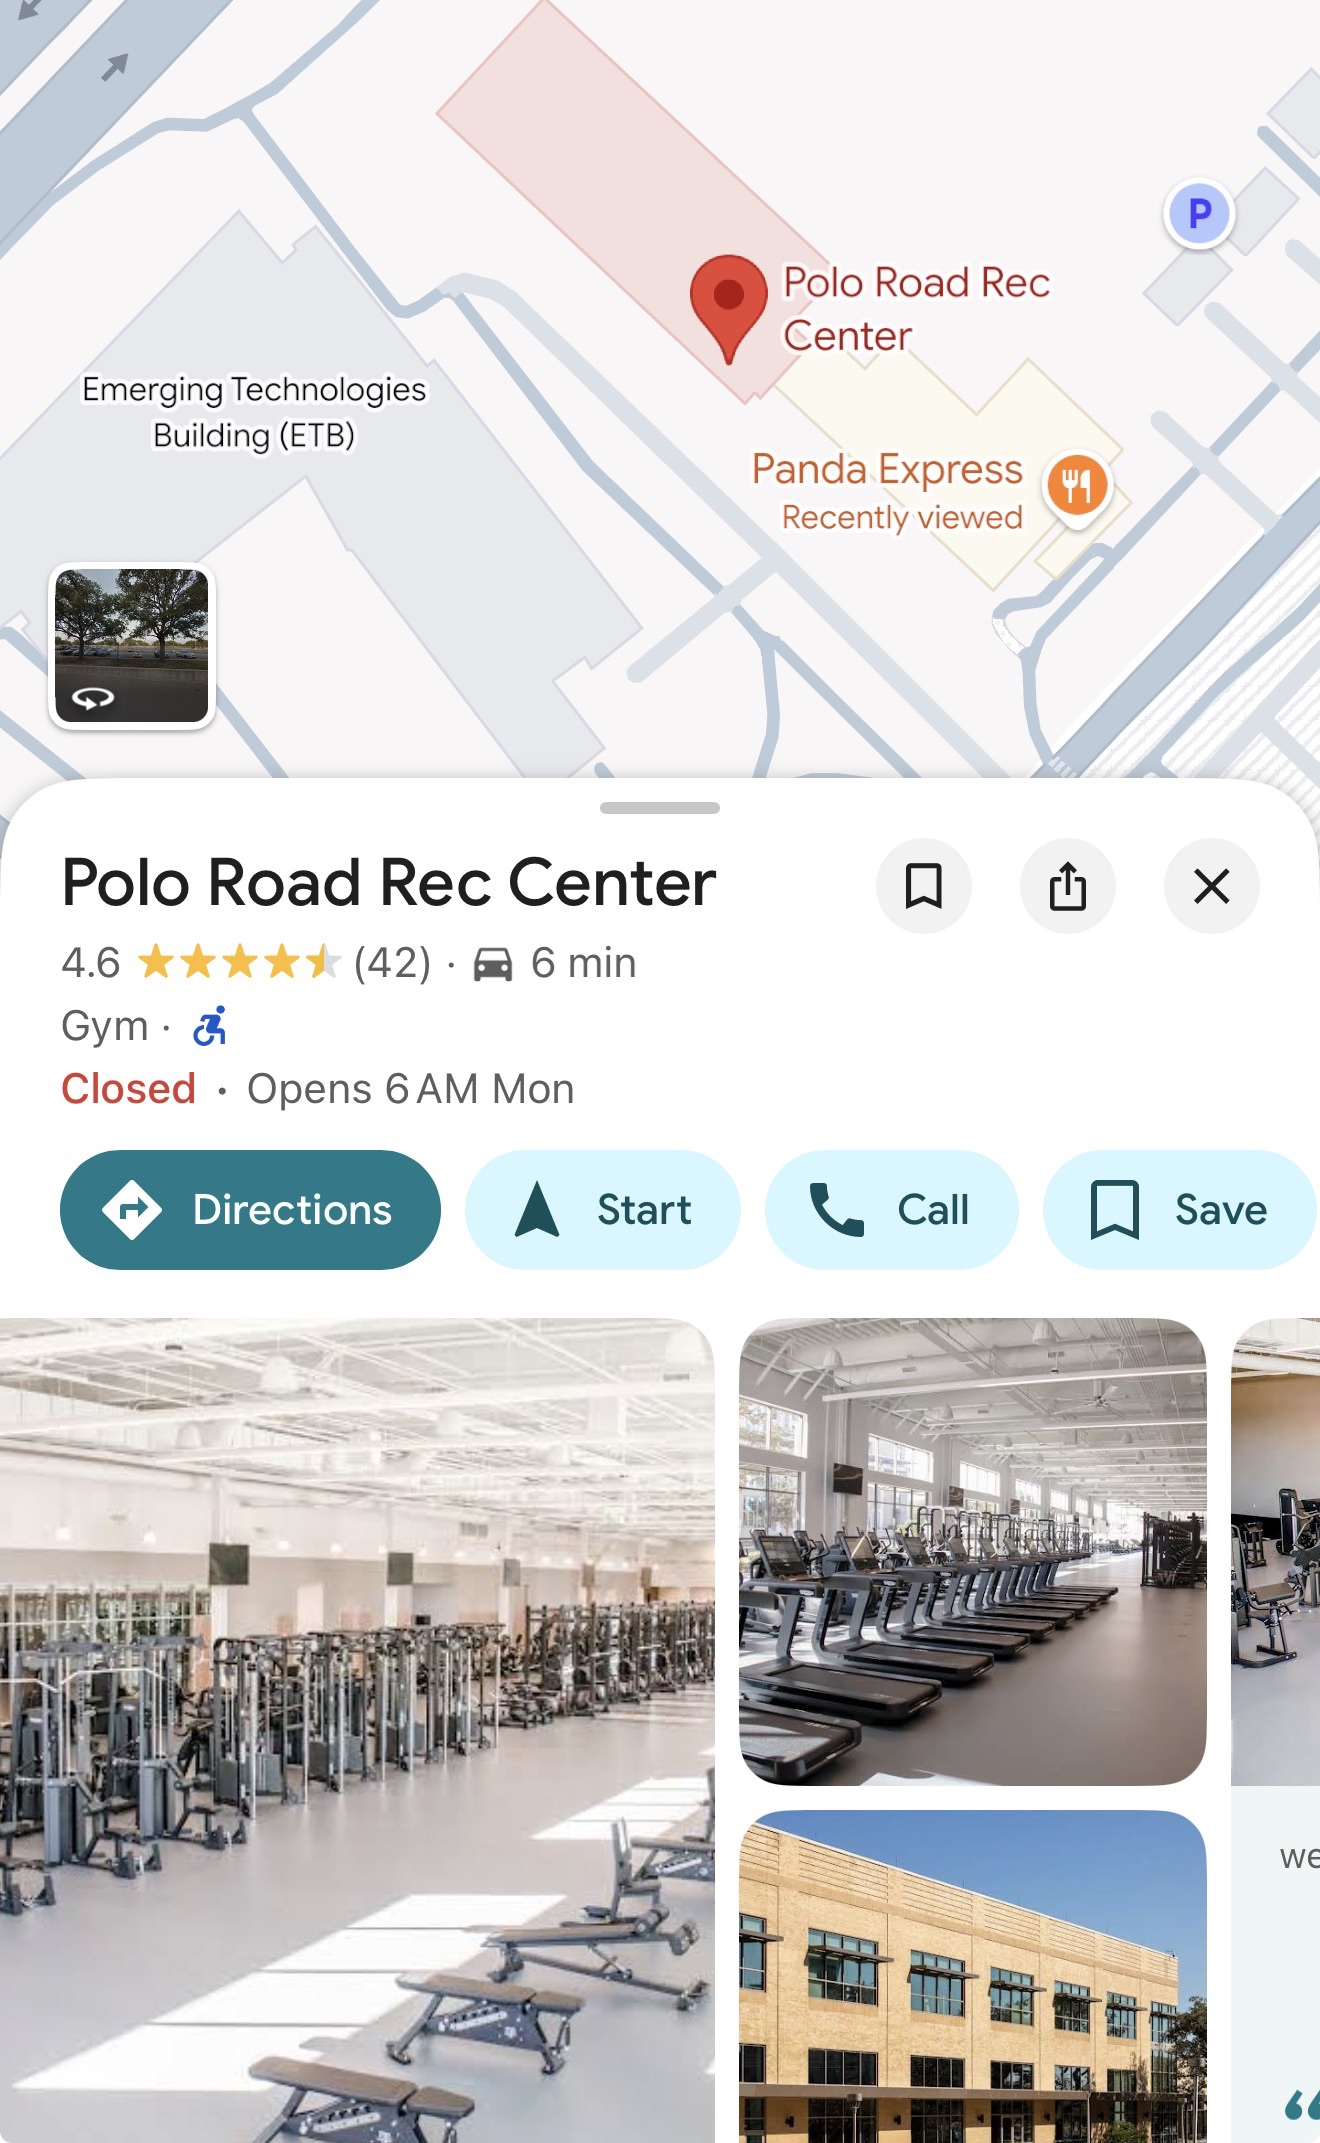 P
Polo Road Rec
Center
Emerging Technologies
Building (ETB)
Panda Express
Recently viewed
Polo Road Rec Center
4.6 (42) · 6 min
Gym ·
Closed · Opens 6 AM Mon
Directions
Start
Call
Save
we
“